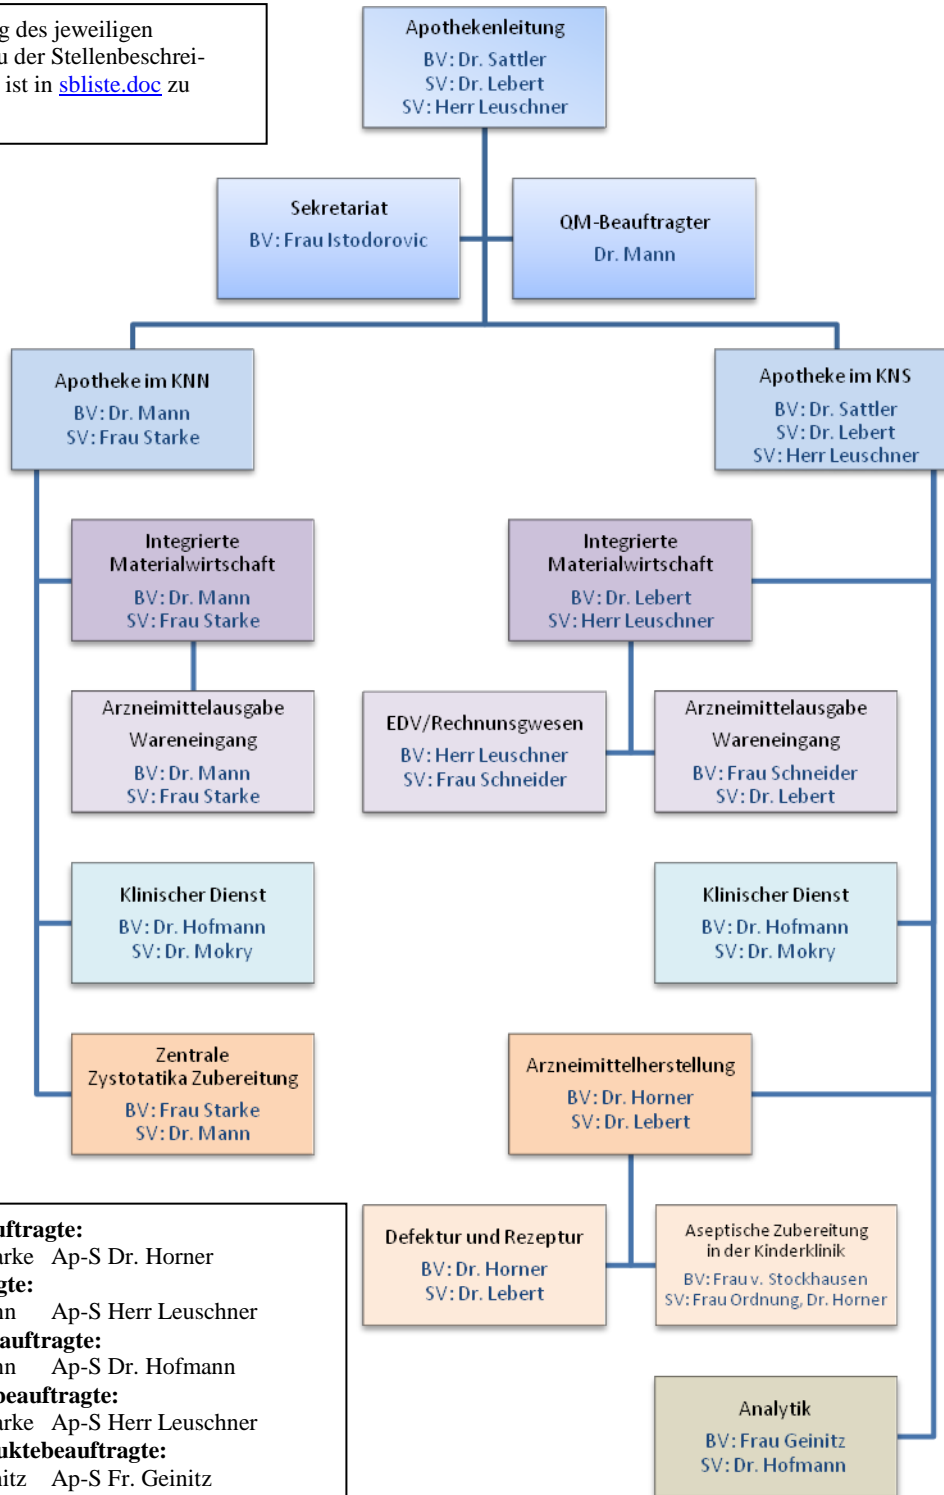 des jeweiligen
der Stellenbeschrei-
ist in sbliste.doc zu
Apothekenleitung
BV: Dr. Sattler
SV: Dr. Lebert
SV: Herr Leuschner
Sekretariat
BV: Frau Istodorovic
QM-Beauftragter
Dr. Mann
Apotheke im KNN
BV: Dr. Mann
SV: Frau Starke
Apotheke im KNS
BV: Dr. Sattler
SV: Dr. Lebert
SV: Herr Leuschner
Integrierte
Materialwirtschaft
BV: Dr. Mann
SV: Frau Starke
Integrierte
Materialwirtschaft
BV: Dr. Lebert
SV: Herr Leuschner
Arzneimittelausgabe
Wareneingang
BV: Dr. Mann
SV: Frau Starke
EDV/Rechnunsgwesen
BV: Herr Leuschner
SV: Frau Schneider
Arzneimittelausgabe
Wareneingang
BV: Frau Schneider
SV: Dr. Lebert
Klinischer Dienst
BV: Dr. Hofmann
SV: Dr. Mokry
Klinischer Dienst
BV: Dr. Hofmann
SV: Dr. Mokry
Zentrale
Zystotatika Zubereitung
BV: Frau Starke
SV: Dr. Mann
Arzneimittelherstellung
BV: Dr. Horner
SV: Dr. Lebert
Defektur und Rezeptur
BV: Dr. Horner
SV: Dr. Lebert
Aseptische Zubereitung
in der Kinderklinik
BV: Frau v. Stockhausen
SV: Frau Ordnung, Dr. Horner
Analytik
BV: Frau Geinitz
SV: Dr. Hofmann
uftragte:
arke Ap-S Dr. Horner
gte:
nn Ap-S Herr Leuschner
auftragte:
nn Ap-S Dr. Hofmann
beauftragte:
arke Ap-S Herr Leuschner
uktebeauftragte:
nitz Ap-S Fr. Geinitz